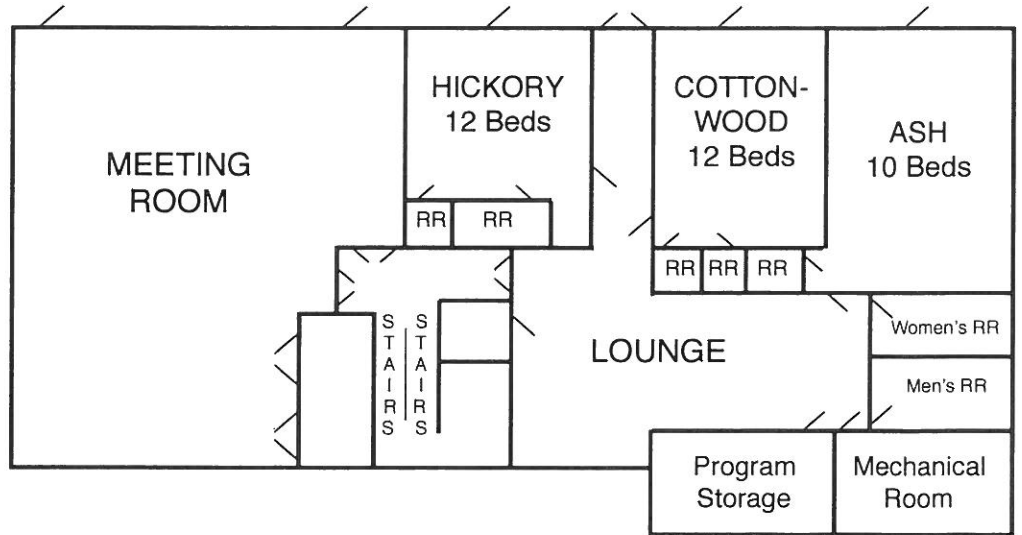 MEETING
ROOM
HICKORY
12 Beds
RR
RR
COTTON-
WOOD
12 Beds
ASH
10 Beds
RR
RR
RR
STAIRS
STAIRS
LOUNGE
Women's RR
Men's RR
Program
Storage
Mechanical
Room